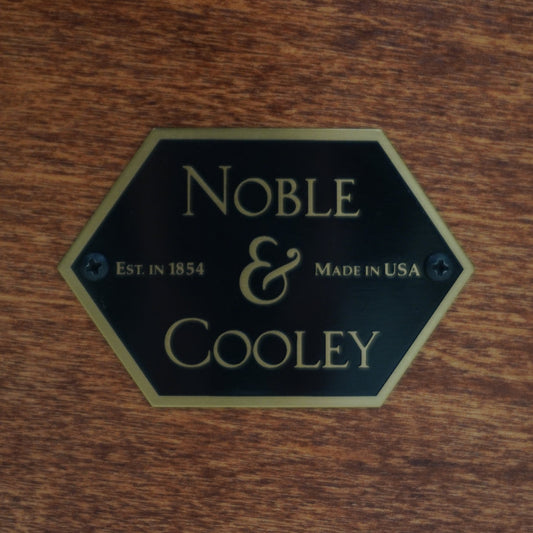 Noble
Est. in 1854 & Made in USA
Cooley